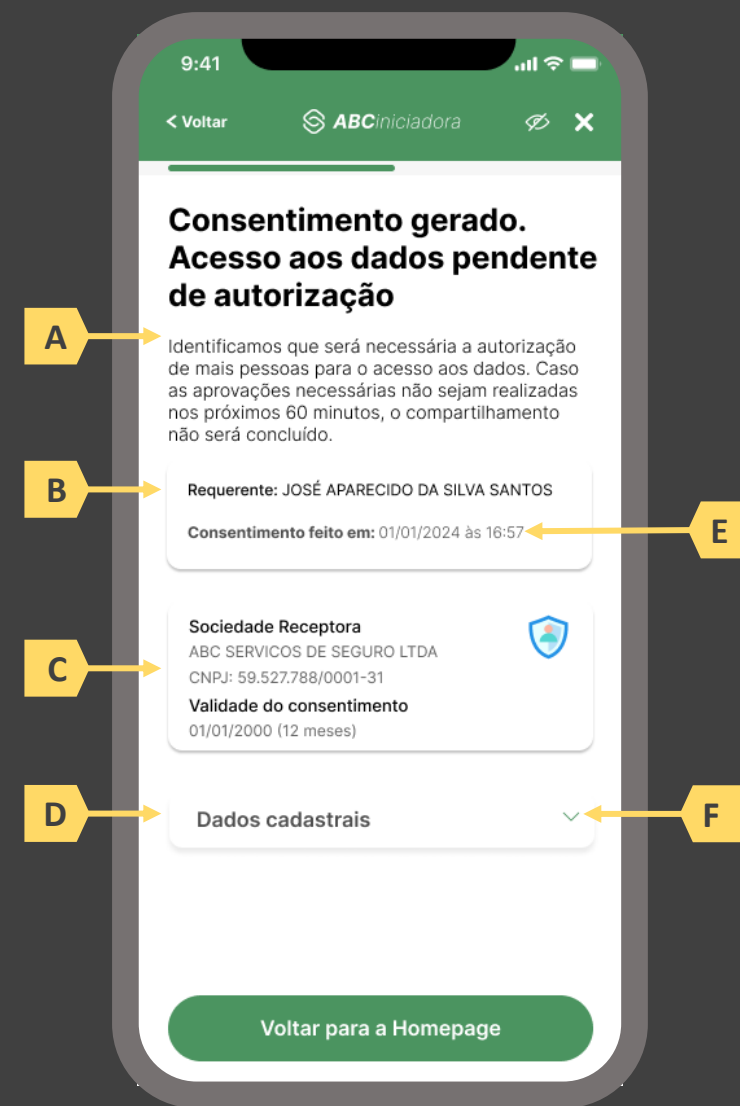 9:41
< Voltar
ABCiniciadora
Consentimento gerado.
Acesso aos dados pendente
de autorização
A
Identificamos que será necessária a autorização
de mais pessoas para o acesso aos dados. Caso
as aprovações necessárias não sejam realizadas
nos próximos 60 minutos, o compartilhamento
não será concluído.
B
Requerente: JOSÉ APARECIDO DA SILVA SANTOS
Consentimento feito em: 01/01/2024 às 16:57
E
Sociedade Receptora
ABC SERVICOS DE SEGURO LTDA
C
CNPJ: 59.527.788/0001-31
Validade do consentimento
01/01/2000 (12 meses)
D
Dados cadastrais
F
Voltar para a Homepage